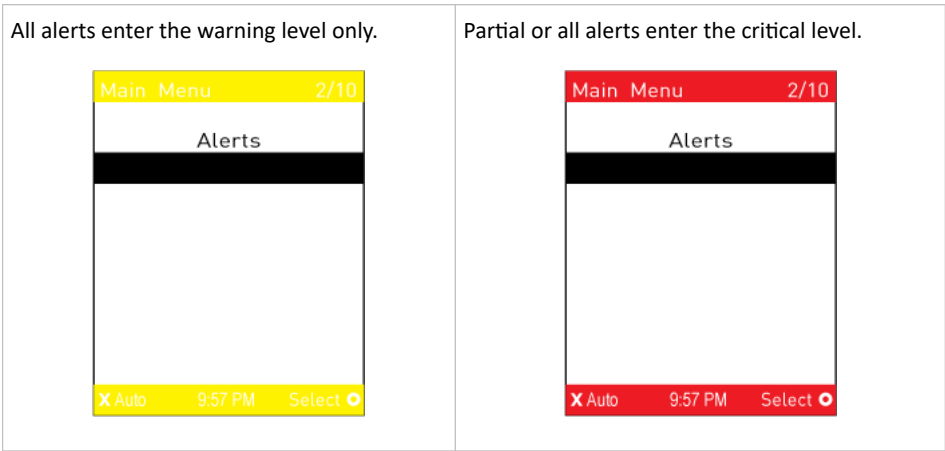 All alerts enter the warning level only.
Main Menu 2/10
Alerts
X Auto 9:57 PM Select O
Partial or all alerts enter the critical level.
Main Menu 2/10
Alerts
X Auto 9:57 PM Select O